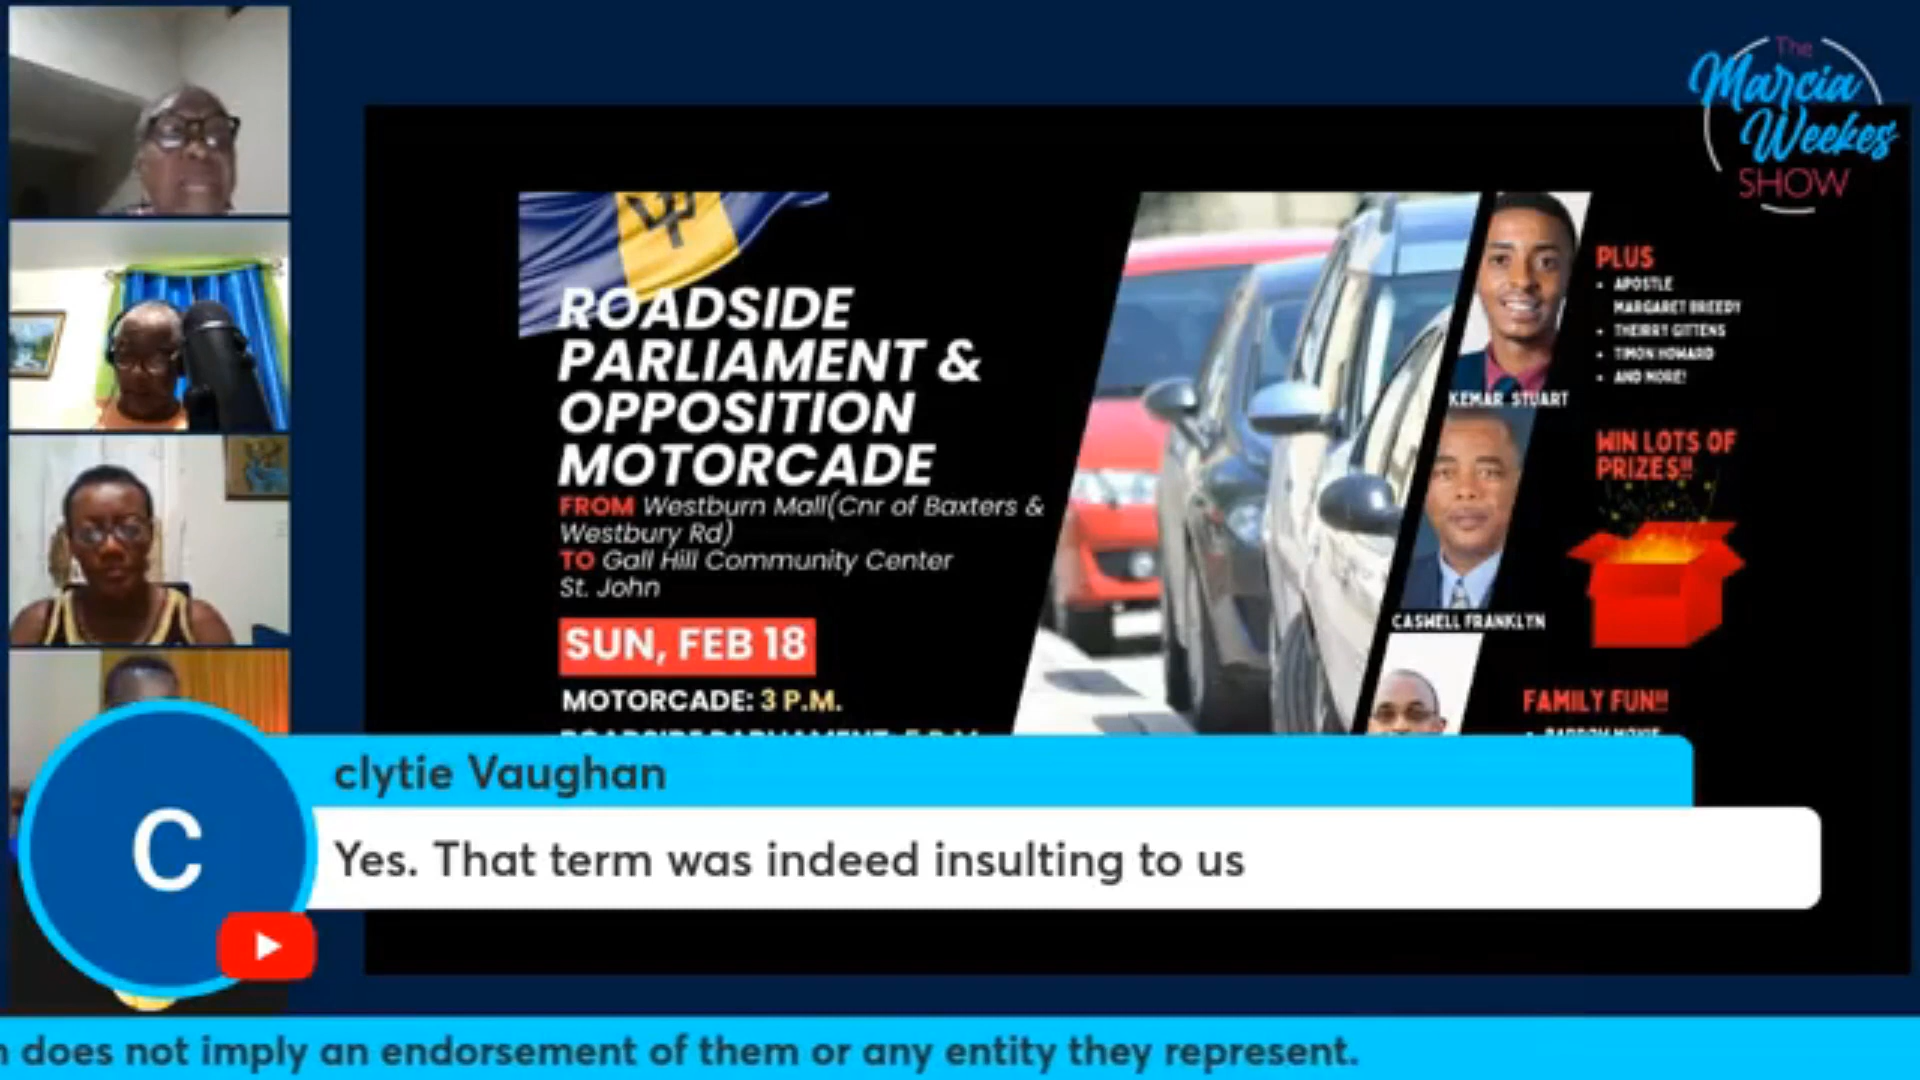 The
Marcia
Weekes
SHOW
ROADSIDE
PARLIAMENT &
OPPOSITION
MOTORCADE
FROM Westburn Mall(Cnr of Baxters &
Westbury Rd)
TO Gall Hill Community Center
St. John
SUN, FEB 18
MOTORCADE: 3 P.M.
KEMAR STUART
CASWELL FRANKLYN
PLUS
• APOSTLE
MARGARET BREEDY
• THEIRRY GITTENS
• TIMON HOWARD
• AND MORE!
WIN LOTS OF
PRIZES!!
FAMILY FUN!!
C
clytie Vaughan
Yes. That term was indeed insulting to us
does not imply an endorsement of them or any entity they represent.